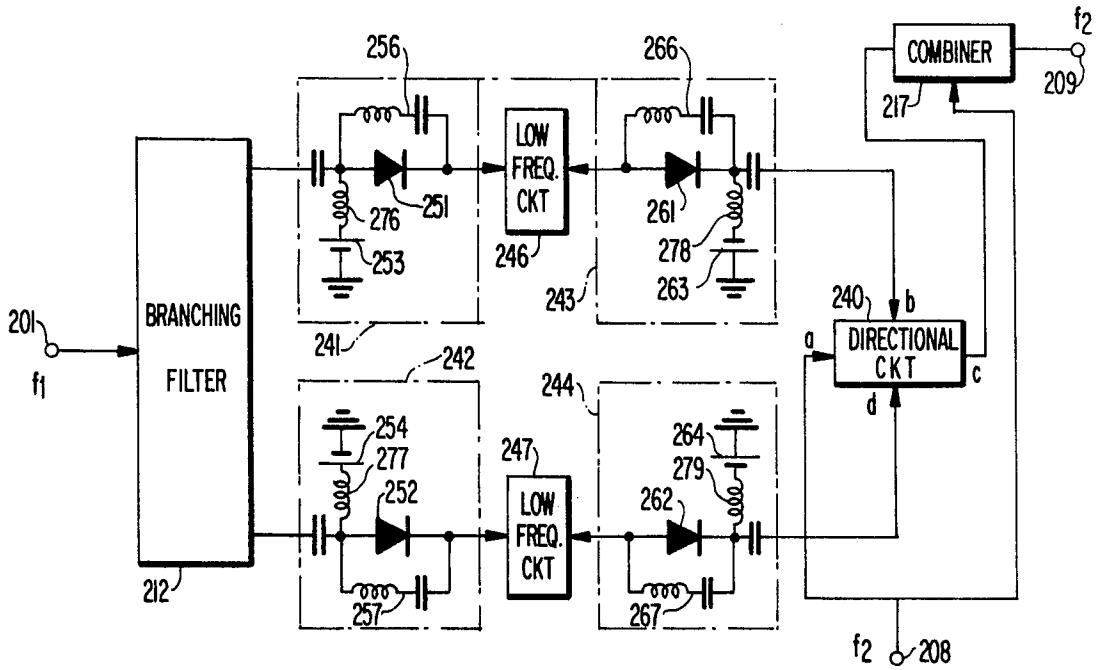 f2
256
266
COMBINER
209
217
LOW
FREQ.
CKT
251
261
276
278
253
246
263
243
240
b
BRANCHING
FILTER
201
f1
a
DIRECTIONAL
CKT
c
d
241
242
244
254
264
277
247
279
252
262
LOW
FREQ.
CKT
212
257
267
f2
208